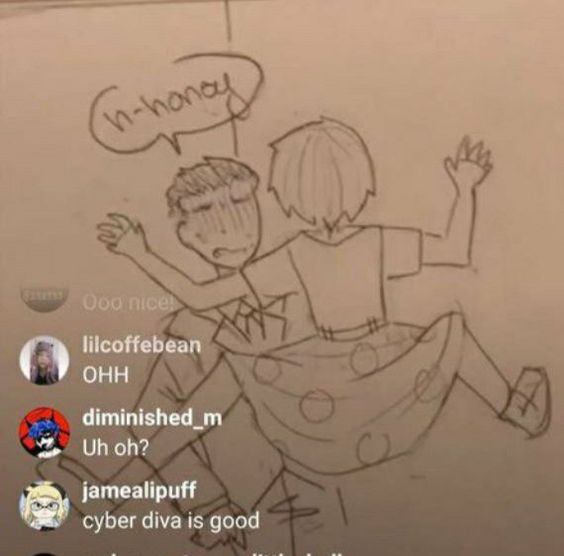 h-honey
Ooo nice!
lilcoffebean
OHH
diminished_m
Uh oh?
jamealipuff
cyber diva is good